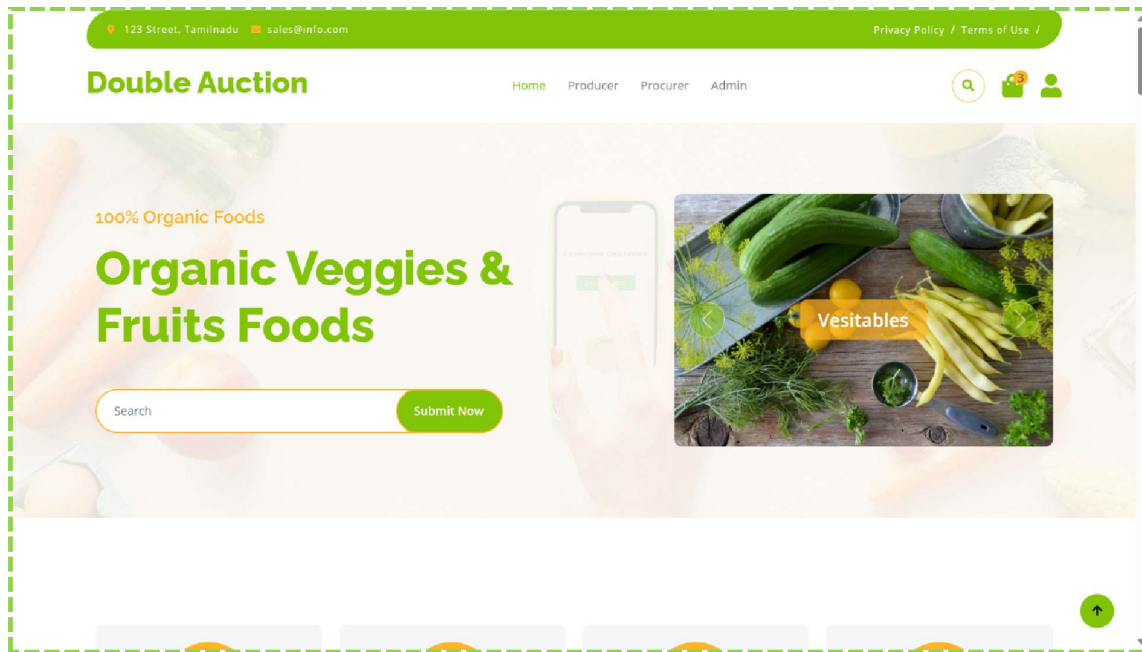 123 Street, Tamilnadu sales@info.com
Privacy Policy / Terms of Use /
Double Auction
Home Producer Procurer Admin
3
100% Organic Foods
Organic Veggies &
Fruits Foods
Search
Submit Now
Vesitables